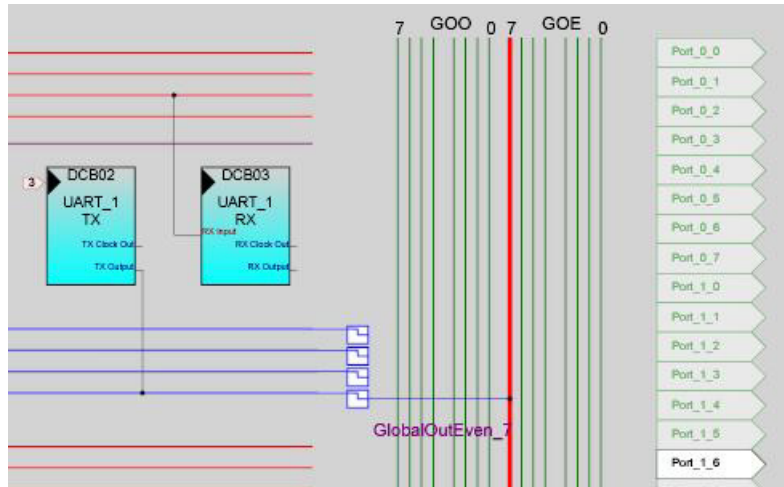 7 GOO 0 7 GOE 0
Port_0_0
Port_0_1
Port_0_2
Port_0_3
Port_0_4
Port_0_5
Port_0_6
Port_0_7
Port_1_0
Port_1_1
Port_1_2
Port_1_3
Port_1_4
Port_1_5
Port_1_6
3
DCB02
UART_1
TX
TX Clock Out
TX Output
DCB03
UART_1
RX
RX Input
RX Clock Out
RX Output
GlobalOutEven_7